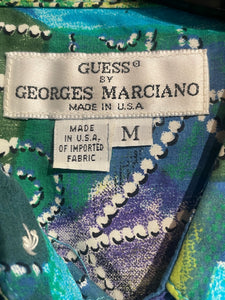 GUESS®
BY
GEORGES MARCIANO
MADE IN U.S.A.
MADE
IN U.S.A.
OF IMPORTED
FABRIC
M